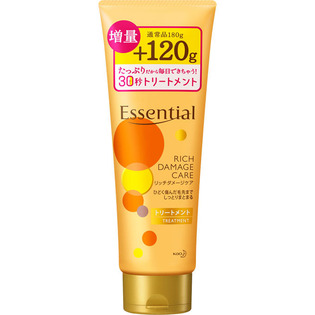 増量
通常品180g
+120g
たっぷりだから毎日できちゃう!
30秒トリートメント
Essential
RICH
DAMAGE
CARE
リッチダメージケア
ひどく傷んだ毛先まで
しっとりまとまる
トリートメント
TREATMENT
KAO